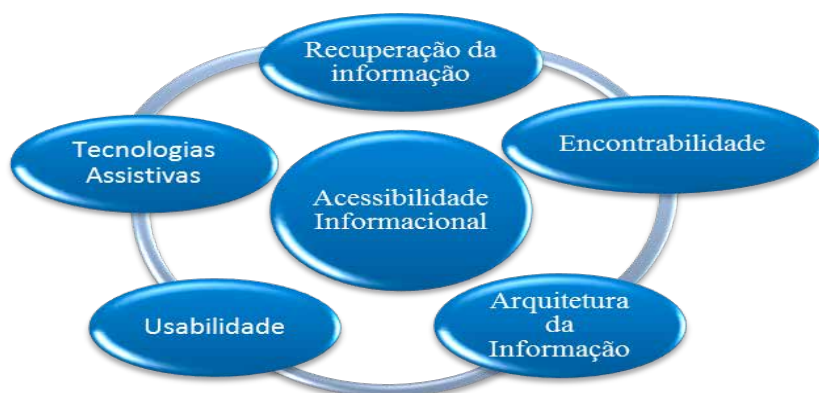 Recuperação da
informação
Encontrabilidade
Tecnologias
Assistivas
Acessibilidade
Informacional
Arquitetura
da
Informação
Usabilidade